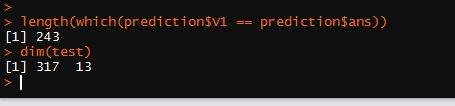 >
> length(which(prediction$v1 == prediction$ans))
[1] 243
> dim(test)
[1] 317  13
>